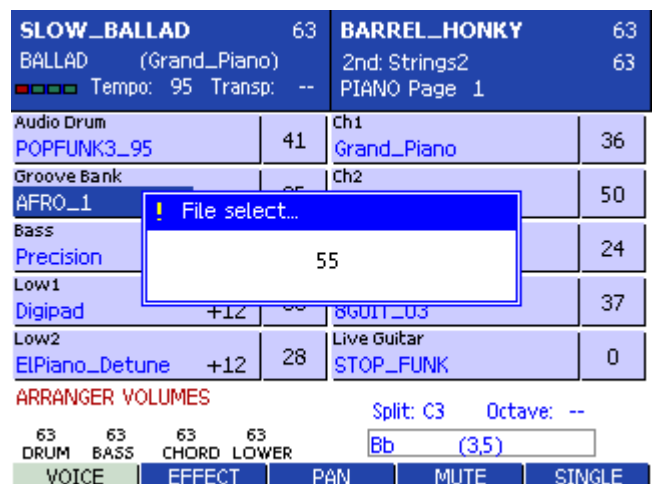 SLOW_BALLAD 63
BALLAD (Grand_Piano)
Tempo: 95 Transp: --
BARREL_HONKY 63
2nd: Strings2 63
PIANO Page 1
Audio Drum
POPFUNK3_95 41
Ch1
Grand_Piano 36
Groove Bank
AFRO_1
Ch2
50
! File select...
55
Bass
Precision
24
Low1
Digipad +12
8GUIT_03 37
Low2
ElPiano_Detune +12 28
Live Guitar
STOP_FUNK 0
ARRANGER VOLUMES
63 63 63 63
DRUM BASS CHORD LOWER
Split: C3 Octave: --
Bb (3,5)
VOICE EFFECT PAN MUTE SINGLE